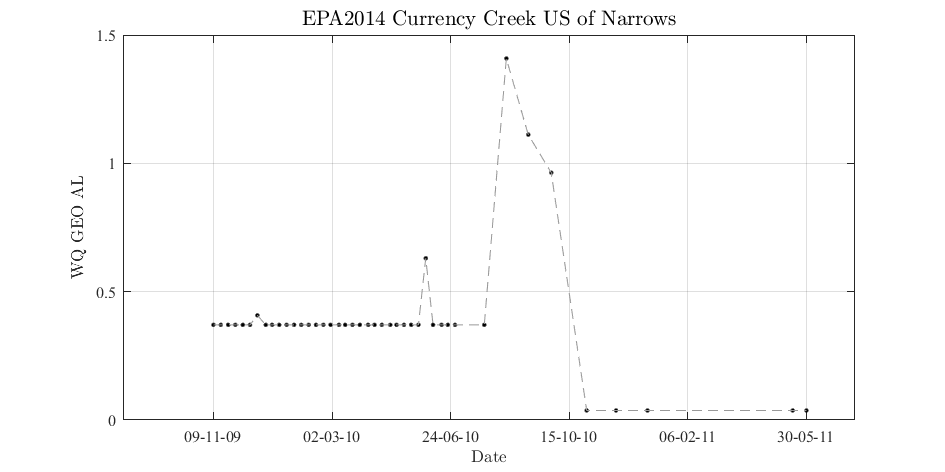 EPA2014 Currency Creek US of Narrows
1.5
1
0.5
0
WQ GEO AL
09-11-09 02-03-10 24-06-10 15-10-10 06-02-11 30-05-11
Date